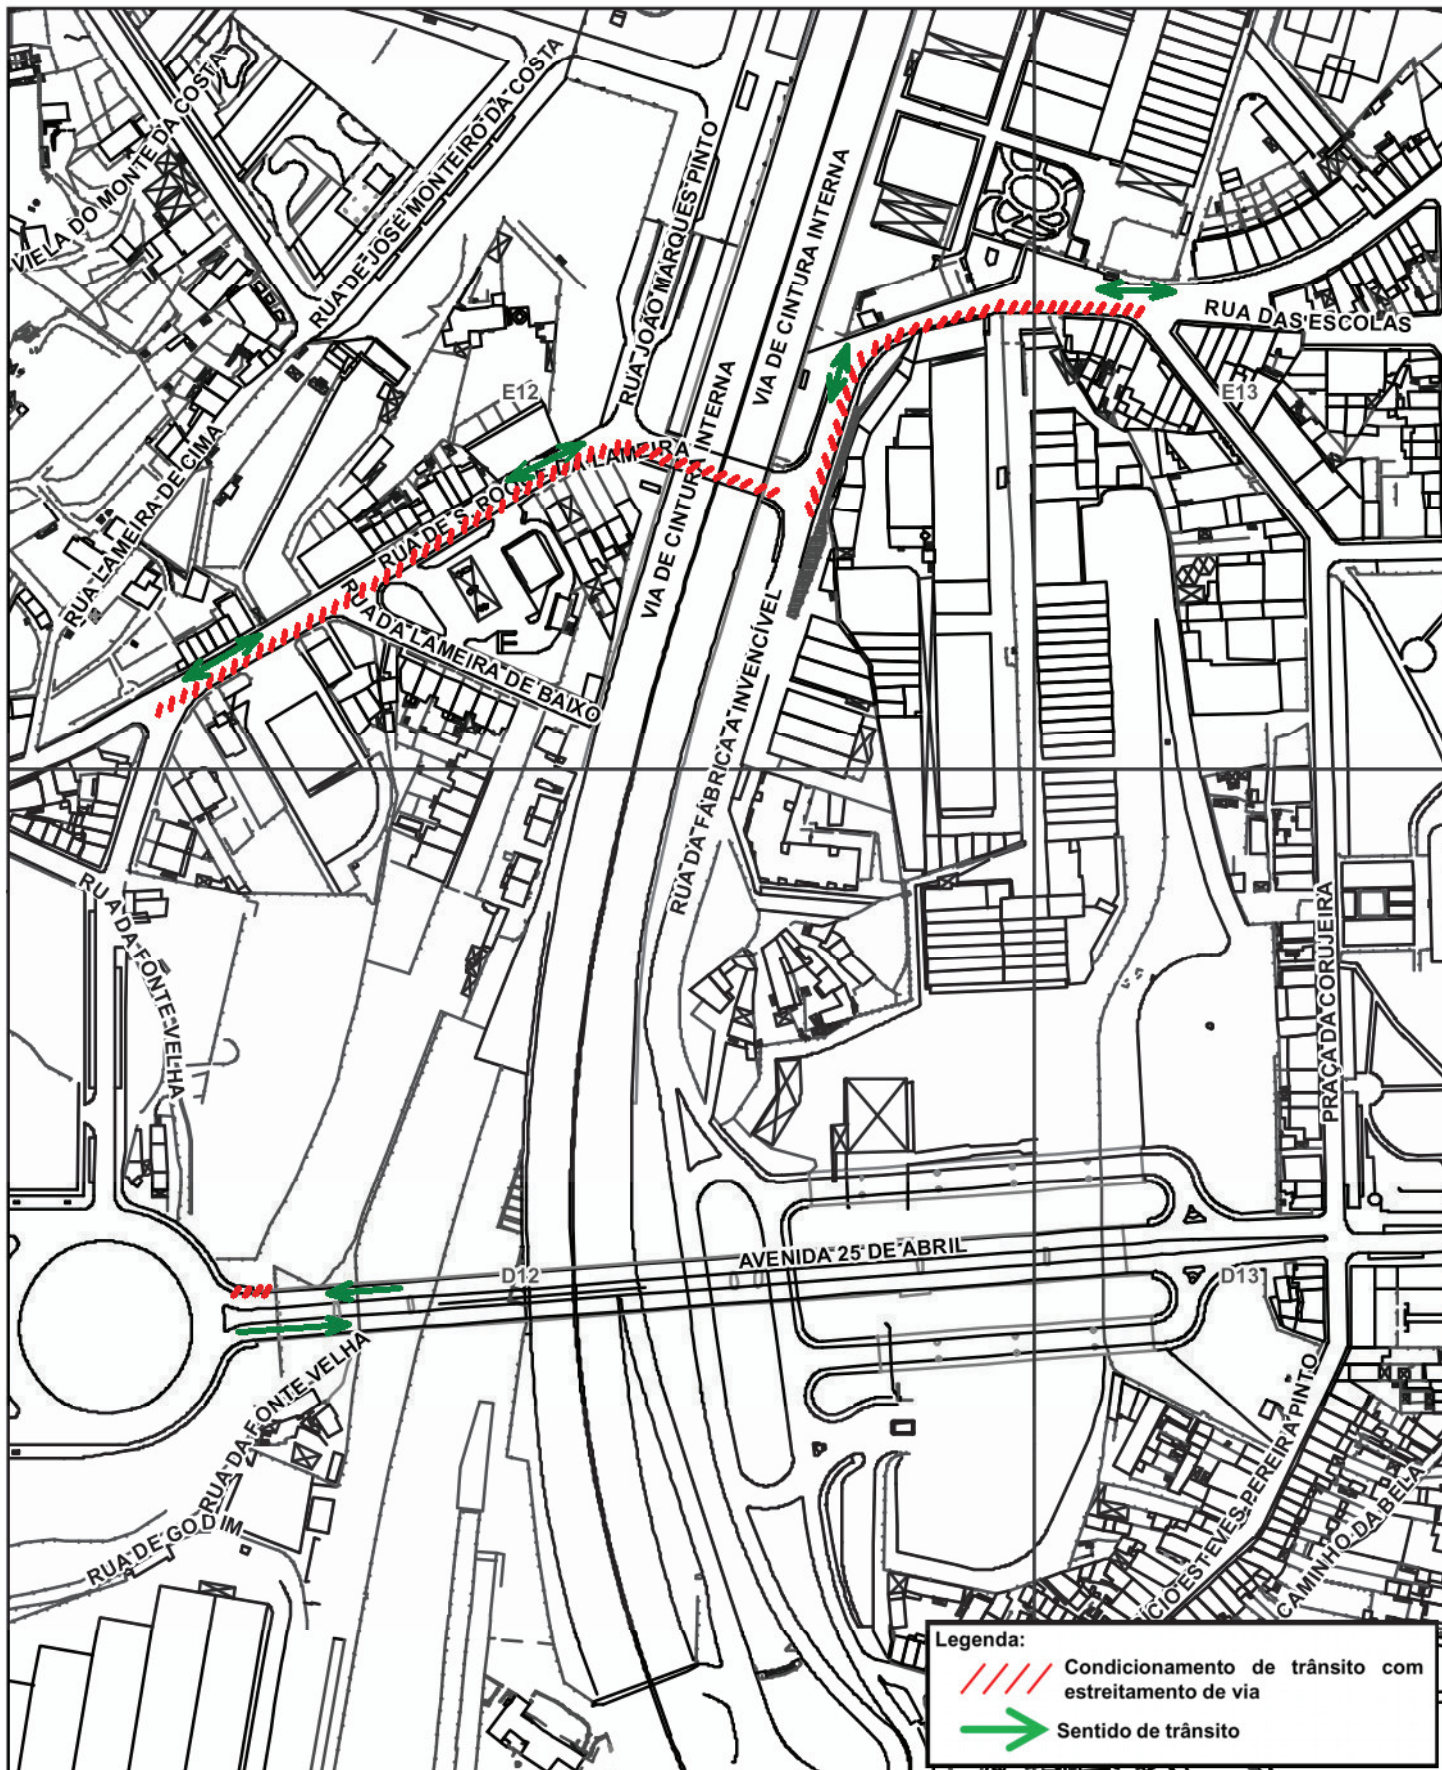 VIELA DO MONTE DA COSTA
RUA DE JOSÉ MONTEIRO DA COSTA
RUA JOÃO MARQUES PINTO
VIA DE CINTURA INTERNA
RUA DAS ESCOLAS
E12
E13
RUA LAMEIRA DE CIMA
RUA DE S. ROQUE DA LAMEIRA
VIA DE CINTURA INTERNA
RUA DA LAMEIRA DE BAIXO
RUA DA FÁBRICA A INVENCÍVEL
RUA DA FONTE VELHA
PRAÇA DA CORUJEIRA
AVENIDA 25 DE ABRIL
D12
D13
RUA DA FONTE VELHA
RUA DE GODIM
CIO ESTEVES PEREIRA PINTO
CAMINHO DA BELA
Legenda:
Condicionamento de trânsito com
estreitamento de via
Sentido de trânsito